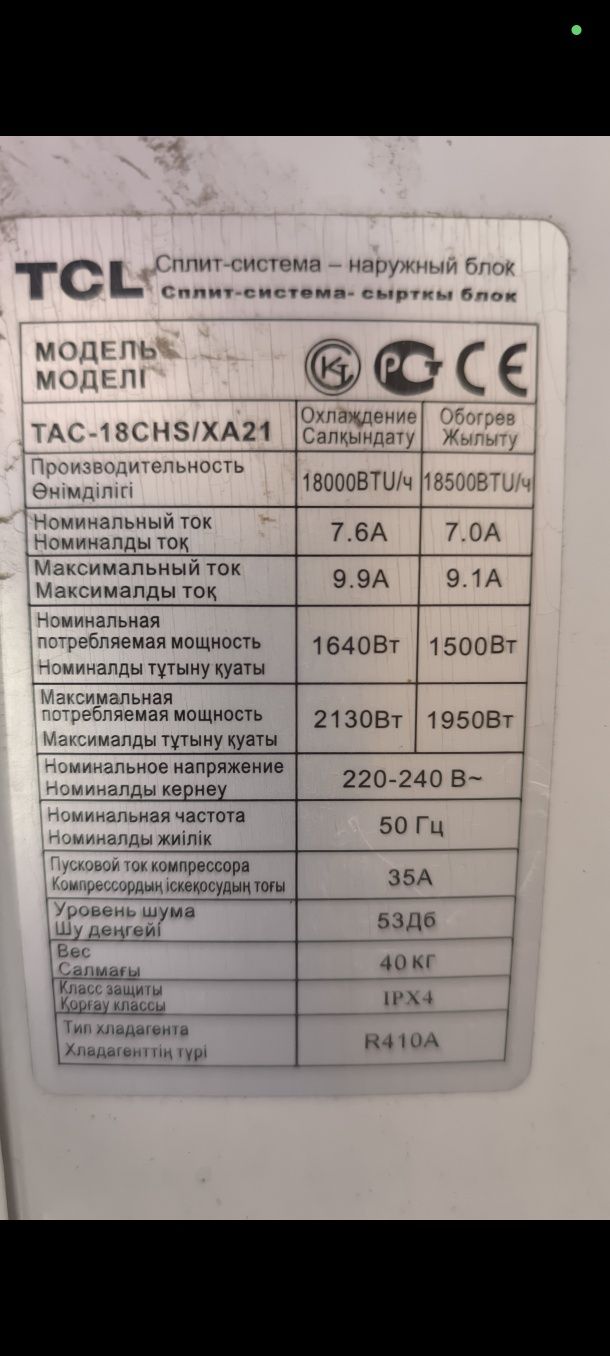 TCL
Сплит-система – наружный блок
Сплит-система- сырткы блок
МОДЕЛЬ
МОДЕЛІ
TAC-18CHS/XA21
Охлаждение
Салқындату
Обогрев
Жылыту
Производительность
Өнімділігі
18000BTU/ч
18500BTU/ч
Номинальный ток
Номиналды тоқ
7.6A
7.0A
Максимальный ток
Максималды тоқ
9.9A
9.1A
Номинальная
потребляемая мощность
Номиналды тұтыну қуаты
1640Вт
1500Вт
Максимальная
потребляемая мощность
Максималды тұтыну қуаты
2130Вт
1950Вт
Номинальное напряжение
Номиналды кернеу
220-240 В~
Номинальная частота
Номиналды жиілік
50 Гц
Пусковой ток компрессора
Компрессордың іскеқосудың тоғы
35А
Уровень шума
Шу деңгейі
53Дб
Вес
Салмағы
40 КГ
Класс защиты
Қорғау классы
IPX4
Тип хладагента
Хладагенттің түрі
R410A